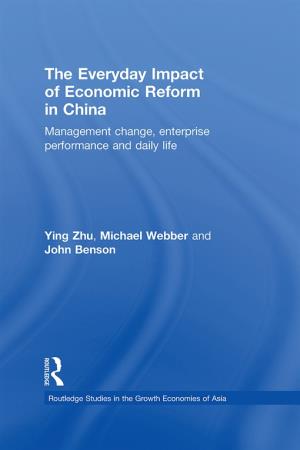 The Everyday Impact
of Economic Reform
in China
Management change, enterprise
performance and daily life
Ying Zhu, Michael Webber and
John Benson
ROUTLEDGE
Routledge Studies in the Growth Economies of Asia